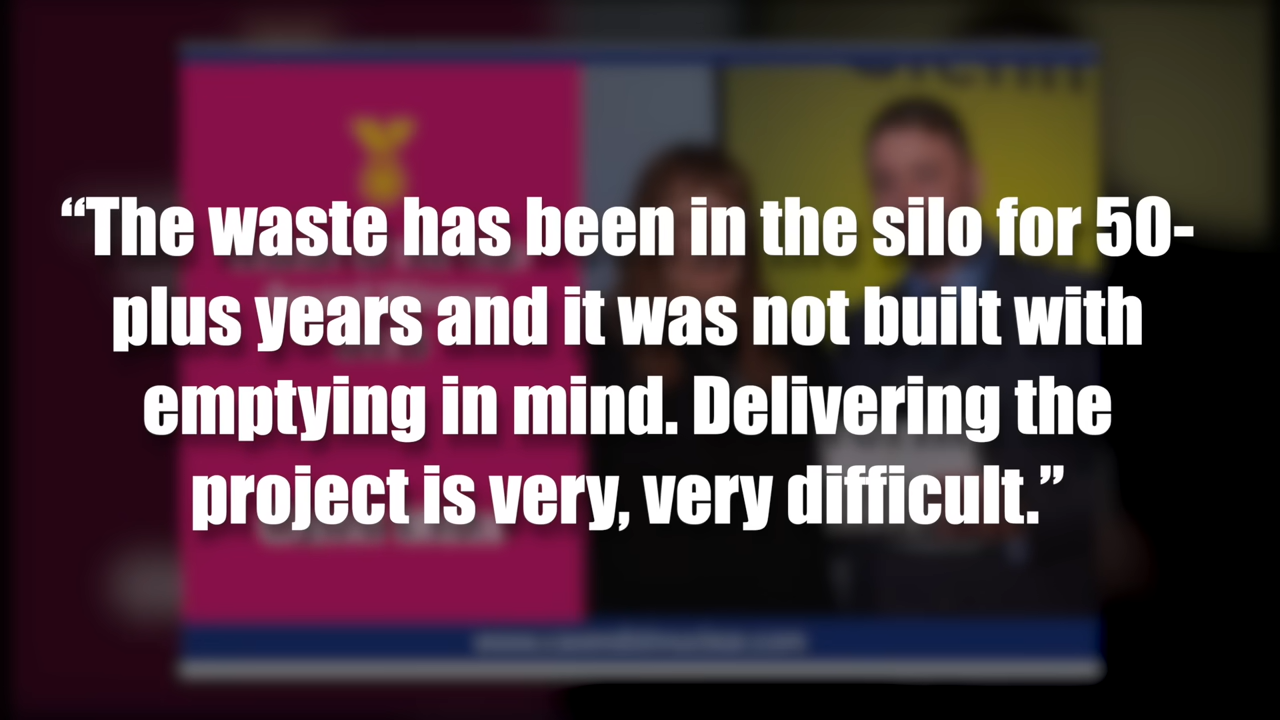 “The waste has been in the silo for 50-
plus years and it was not built with
emptying in mind. Delivering the
project is very, very difficult.”